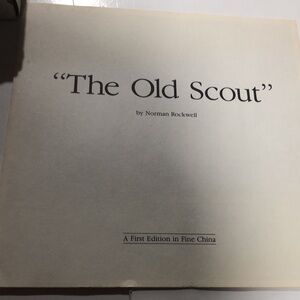 “The Old Scout”
by Norman Rockwell
A First Edition in Fine China